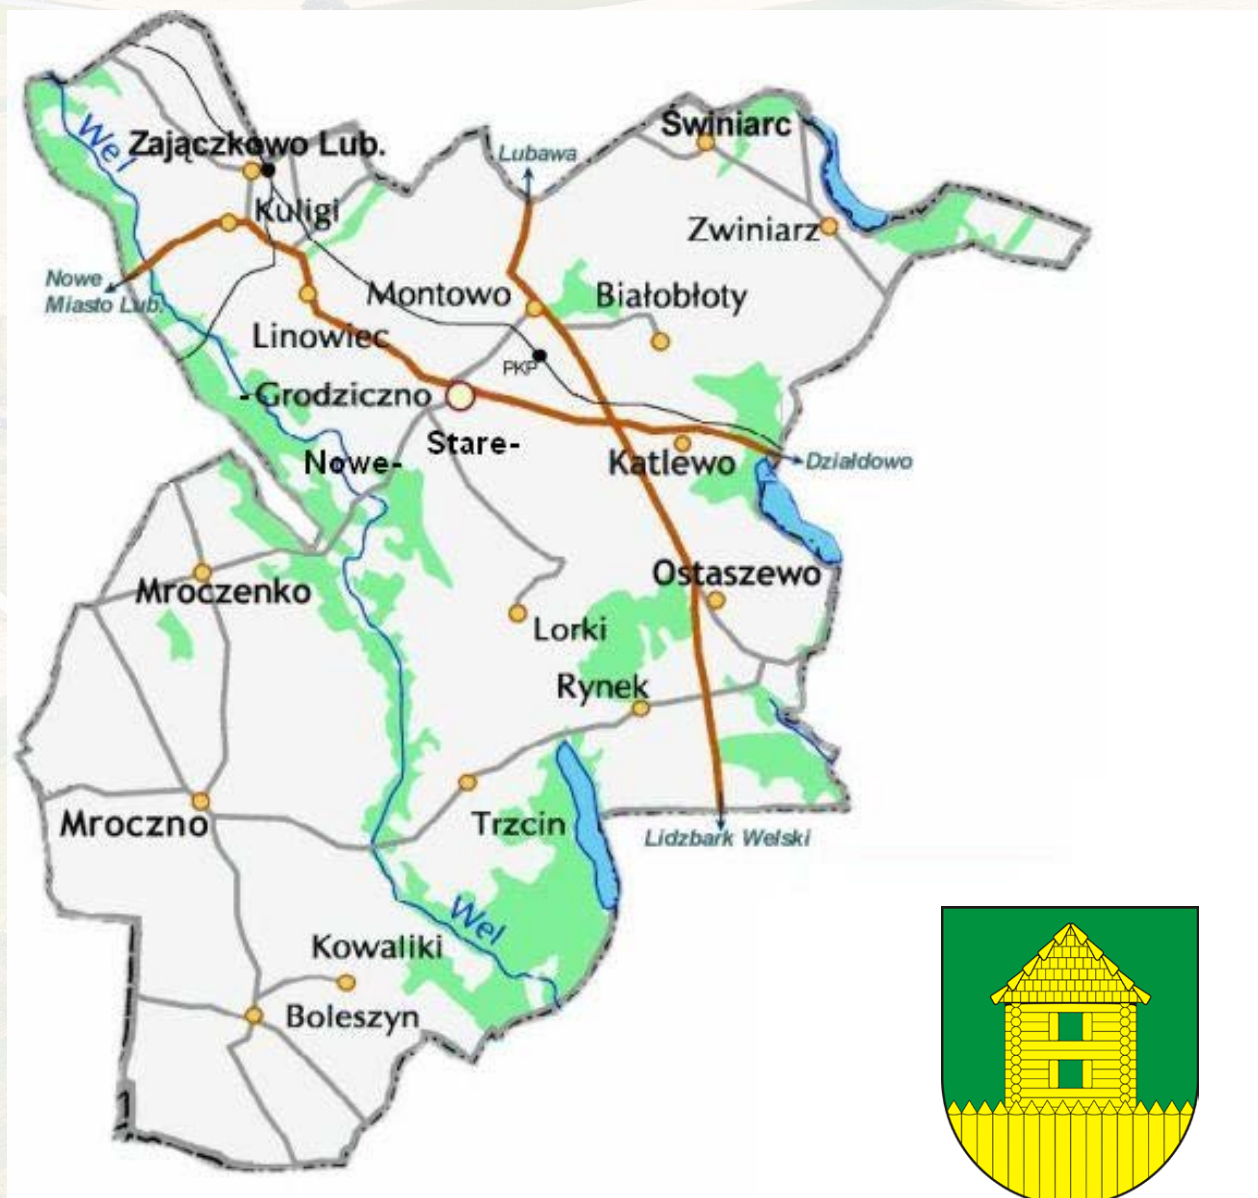 Świniarc
Wel
Zajączkowo Lub.
Lubawa
Kuligi
Zwiniarz
Nowe
Miasto Lub.
Montowo
Białobłoty
Linowiec
PKP
-Grodziczno
Stare-
Nowe-
Katlewo
Działdowo
Ostaszewo
Mroczenko
Lorki
Rynek
Mroczno
Trzcin
Lidzbark Welski
Wel
Kowaliki
Boleszyn